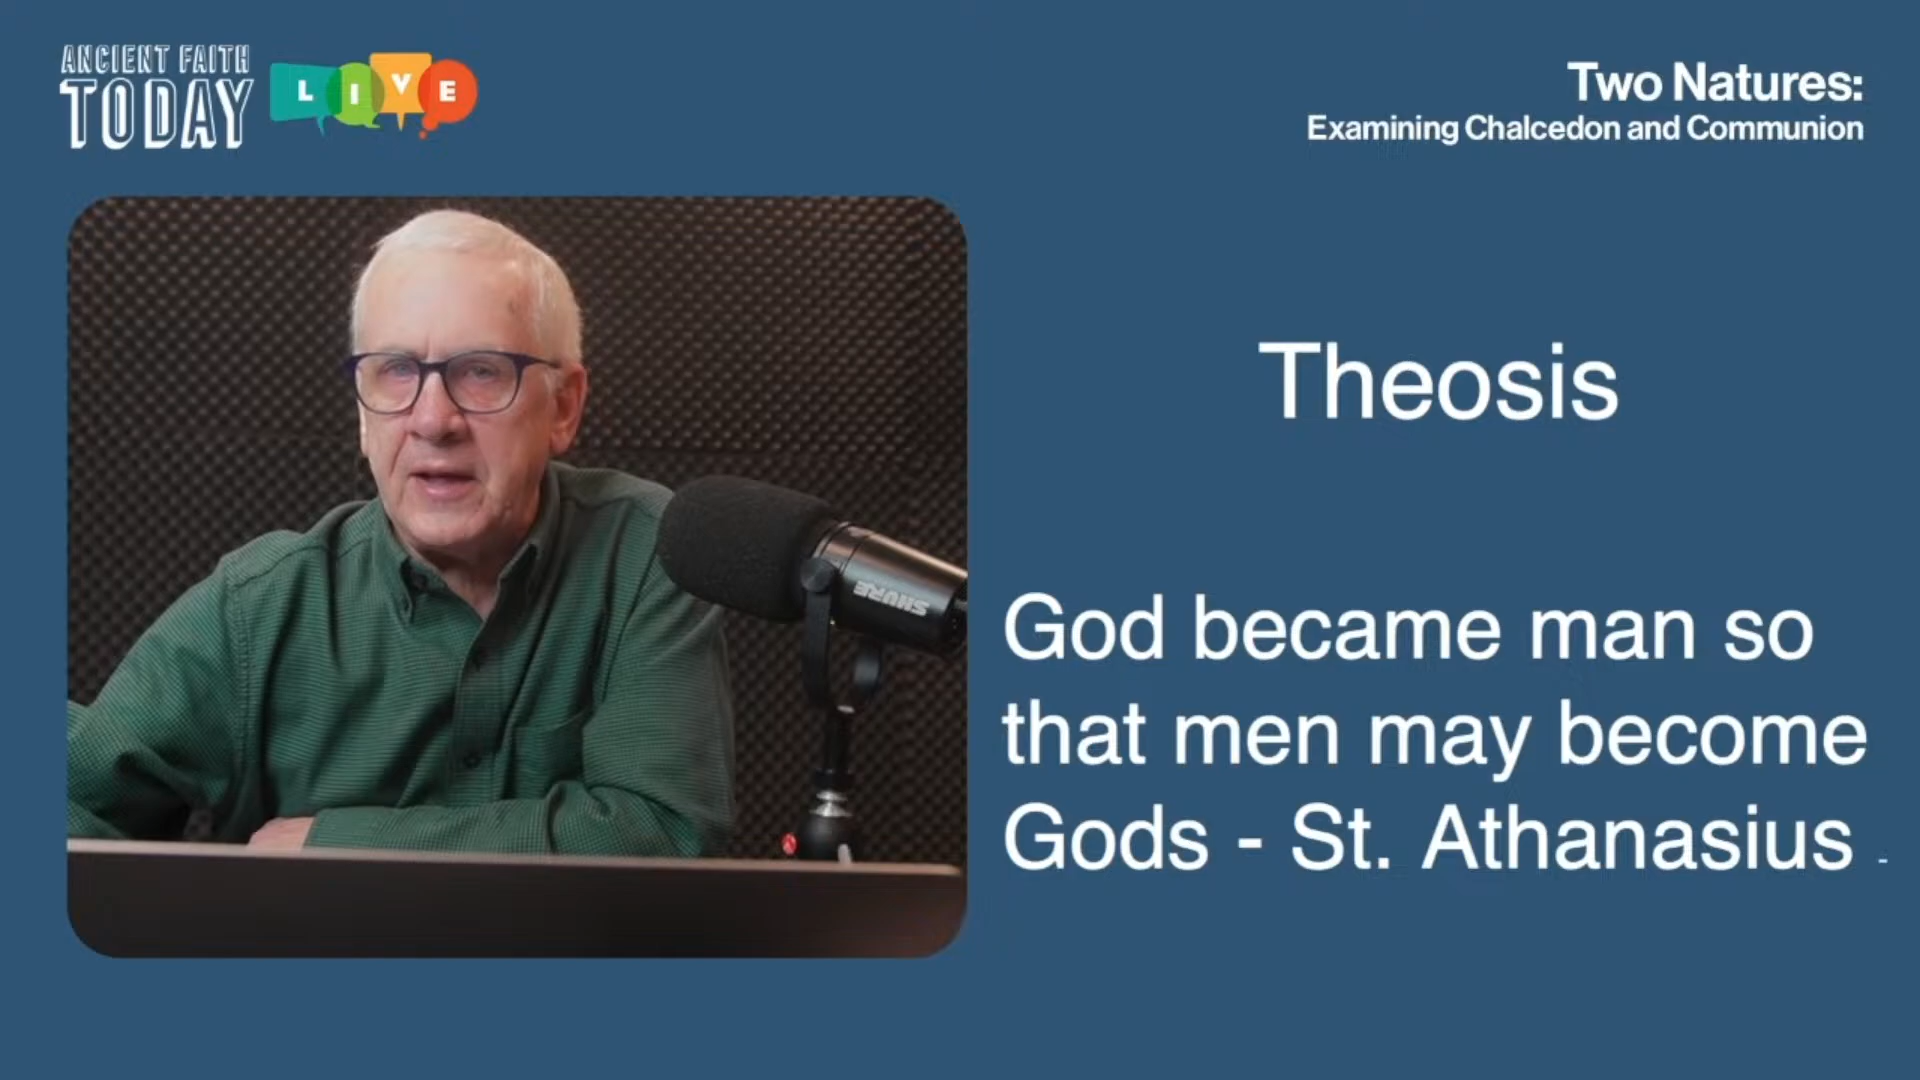 ANCIENT FAITH
TODAY
LIVE
Two Natures:
Examining Chalcedon and Communion
SHURE
Theosis
God became man so
that men may become
Gods - St. Athanasius -